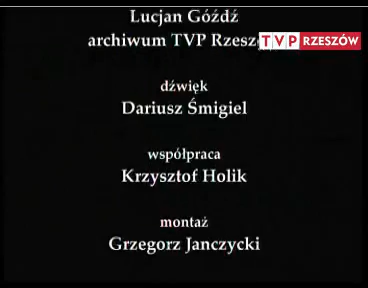 Lucjan Góźdź
archiwum TVP
TVP RZESZÓW
dźwięk
Dariusz Śmigiel
współpraca
Krzysztof Holik
montaż
Grzegorz Janczycki